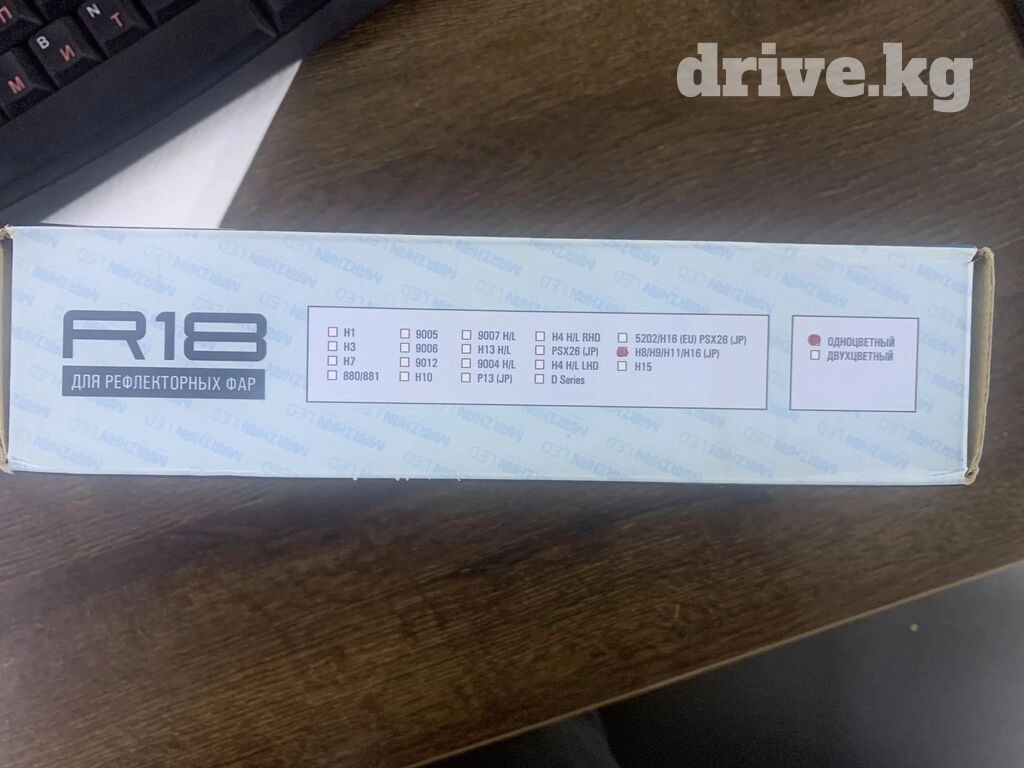 drive.kg
П
B N T
М И
MARZHAN LED
R18
ДЛЯ РЕФЛЕКТОРНЫХ ФАР
H1
H3
H7
880/881
9005
9006
9012
H10
9007 H/L
H13 H/L
9004 H/L
P13 (JP)
H4 H/L RHD
PSX26 (JP)
H4 H/L LHD
D Series
5202/H16 (EU) PSX26 (JP)
H8/H9/H11/H16 (JP)
H15
ОДНОЦВЕТНЫЙ
ДВУХЦВЕТНЫЙ